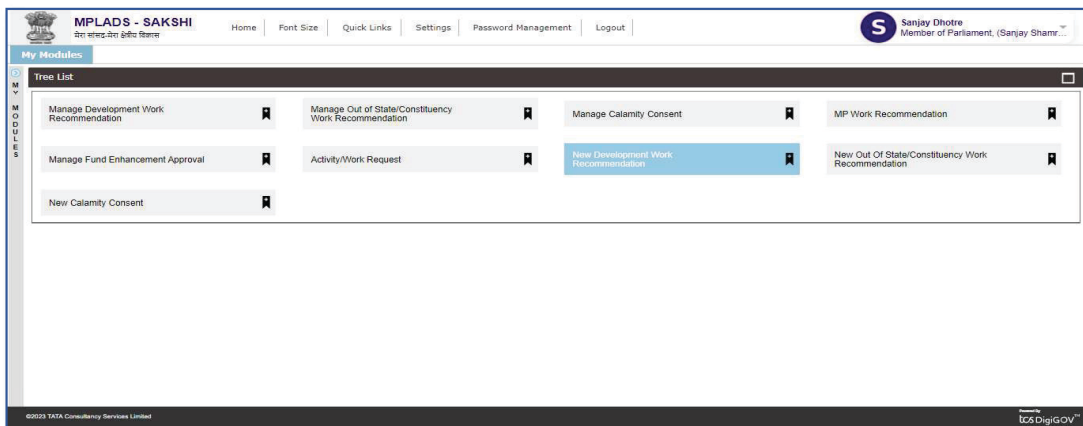 MPLADS - SAKSHI
मेरा सांसद-मेरा क्षेत्रीय विकास
Home
Font Size
Quick Links
Settings
Password Management
Logout
S
Sanjay Dhotre
Member of Parliament, (Sanjay Shamr...
My Modules
MY MODULES
Tree List
Manage Development Work
Recommendation
Manage Out of State/Constituency
Work Recommendation
Manage Calamity Consent
MP Work Recommendation
Manage Fund Enhancement Approval
Activity/Work Request
New Development Work
Recommendation
New Out Of State/Constituency Work
Recommendation
New Calamity Consent
©2023 TATA Consultancy Services Limited
Powered By
tcs DigiGOV™